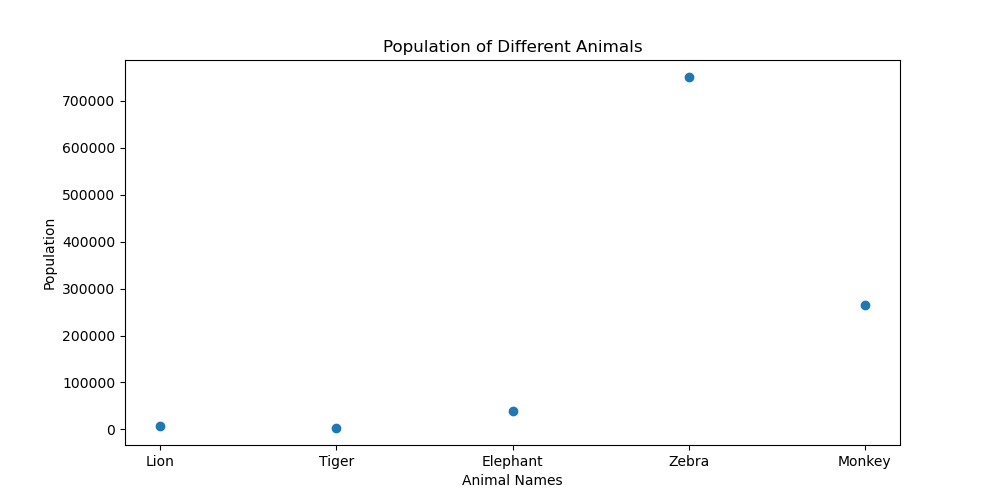 Population of Different Animals
Population
700000
600000
500000
400000
300000
200000
100000
0
Lion Tiger Elephant Zebra Monkey
Animal Names